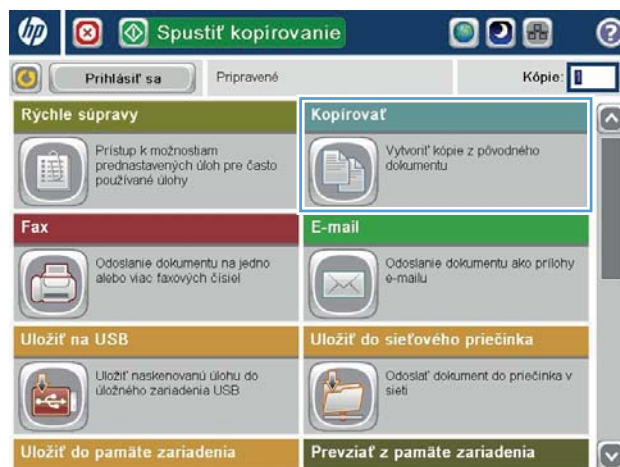 hp
Spustiť kopírovanie
?
Prihlásiť sa
Pripravené
Kópie: 1
Rýchle súpravy
Prístup k možnostiam
prednastavených úloh pre často
používané úlohy
Kopírovať
Vytvoriť kópie z pôvodného
dokumentu
Fax
Odoslanie dokumentu na jedno
alebo viac faxových čísiel
E-mail
Odoslanie dokumentu ako prílohy
e-mailu
Uložiť na USB
Uložiť naskenovanú úlohu do
úložného zariadenia USB
Uložiť do sieťového priečinka
Odoslať dokument do priečinka v
sieti
Uložiť do pamäte zariadenia
Prevziať z pamäte zariadenia